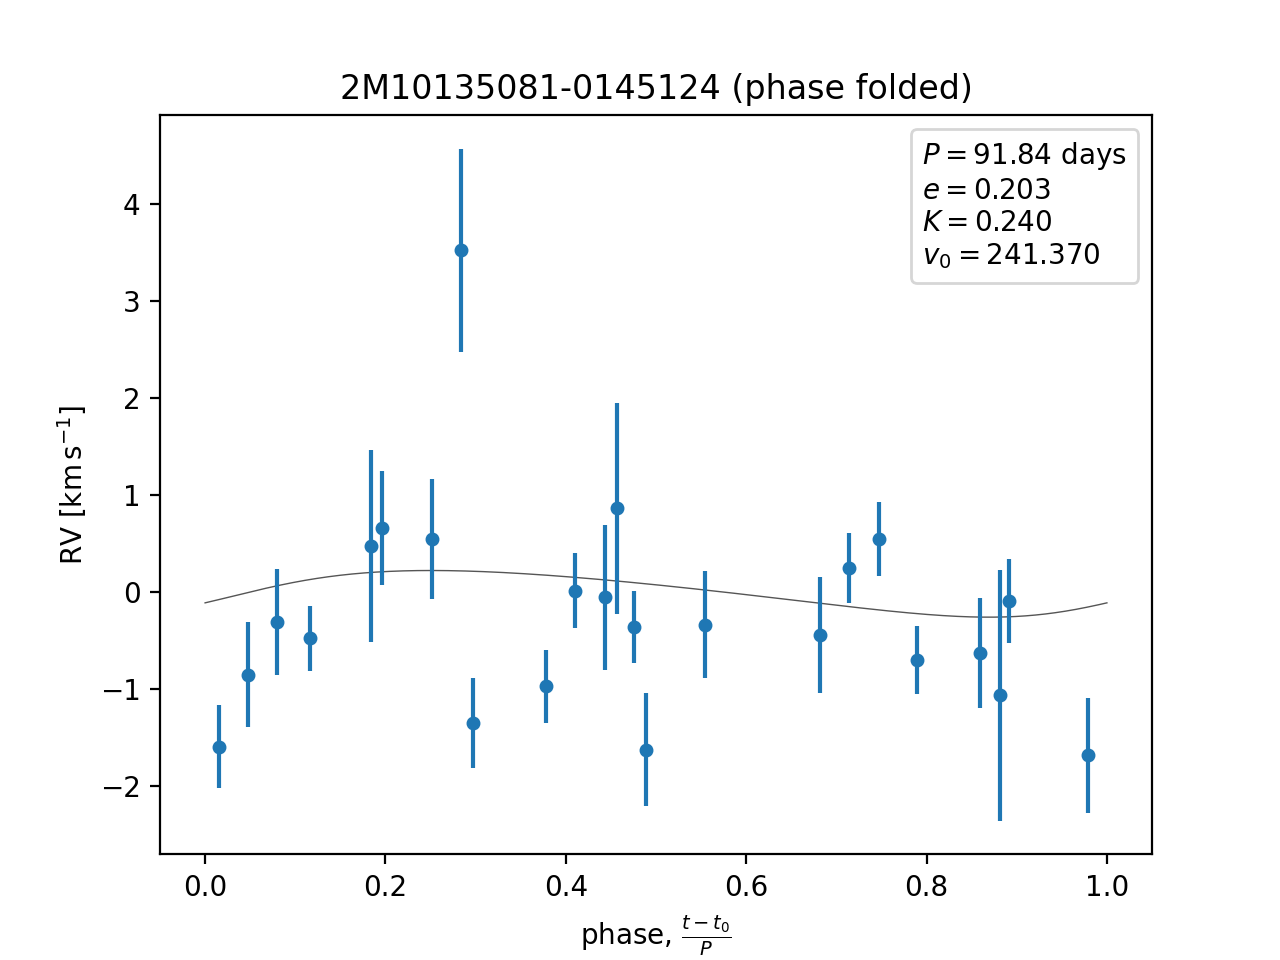 2M10135081-0145124 (phase folded)
P = 91.84 days
e = 0.203
K = 0.240
v₀ = 241.370
RV [km s⁻¹]
4
3
2
1
0
−1
−2
0.0 0.2 0.4 0.6 0.8 1.0
phase, (t − t₀)/P